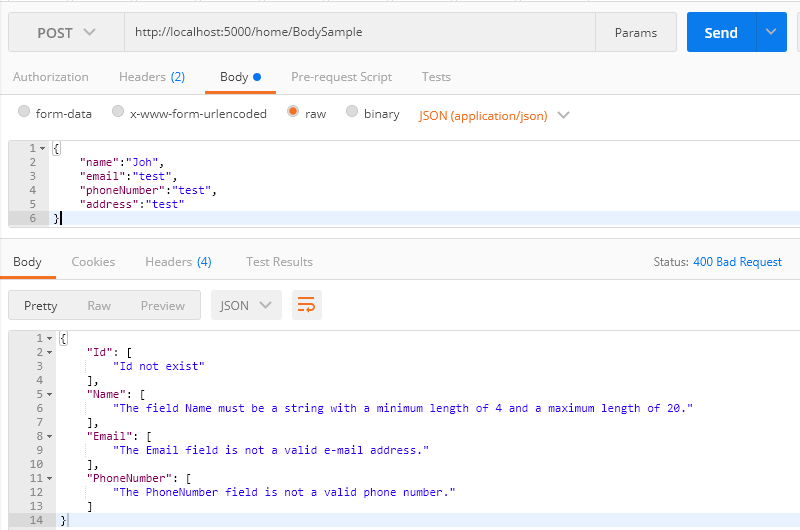 POST http://localhost:5000/home/BodySample Params Send
Authorization Headers (2) Body Pre-request Script Tests
form-data x-www-form-urlencoded raw binary JSON (application/json)
1 {
2 "name":"Joh",
3 "email":"test",
4 "phoneNumber":"test",
5 "address":"test"
6 }
Body Cookies Headers (4) Test Results Status: 400 Bad Request
Pretty Raw Preview JSON
1 {
2 "Id": [
3 "Id not exist"
4 ],
5 "Name": [
6 "The field Name must be a string with a minimum length of 4 and a maximum length of 20."
7 ],
8 "Email": [
9 "The Email field is not a valid e-mail address."
10 ],
11 "PhoneNumber": [
12 "The PhoneNumber field is not a valid phone number."
13 ]
14 }